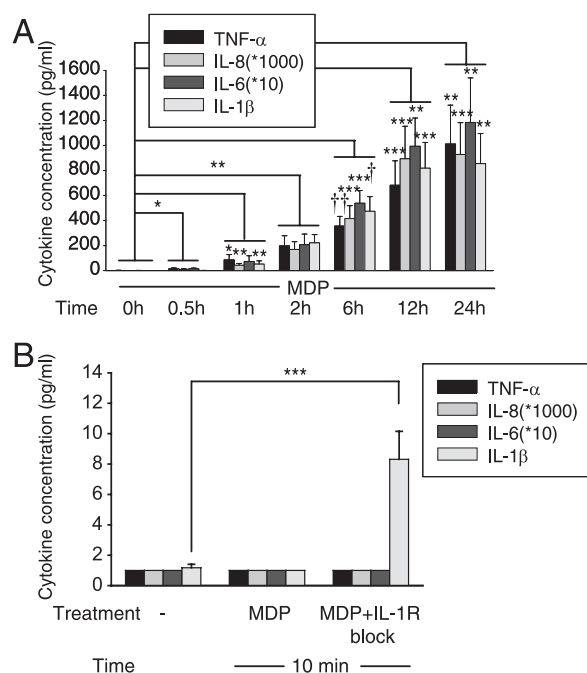 A
TNF-α
IL-8(*1000)
IL-6(*10)
IL-1β
Cytokine concentration (pg/ml)
1600
1400
1200
1000
800
600
400
200
0
*
**
* ** **
†† *** *** †
*** *** ** ***
** *** ** **
MDP
Time 0h 0.5h 1h 2h 6h 12h 24h
B
Cytokine concentration (pg/ml)
14
12
10
8
6
4
2
0
***
TNF-α
IL-8(*1000)
IL-6(*10)
IL-1β
Treatment - MDP MDP+IL-1R
block
Time 10 min